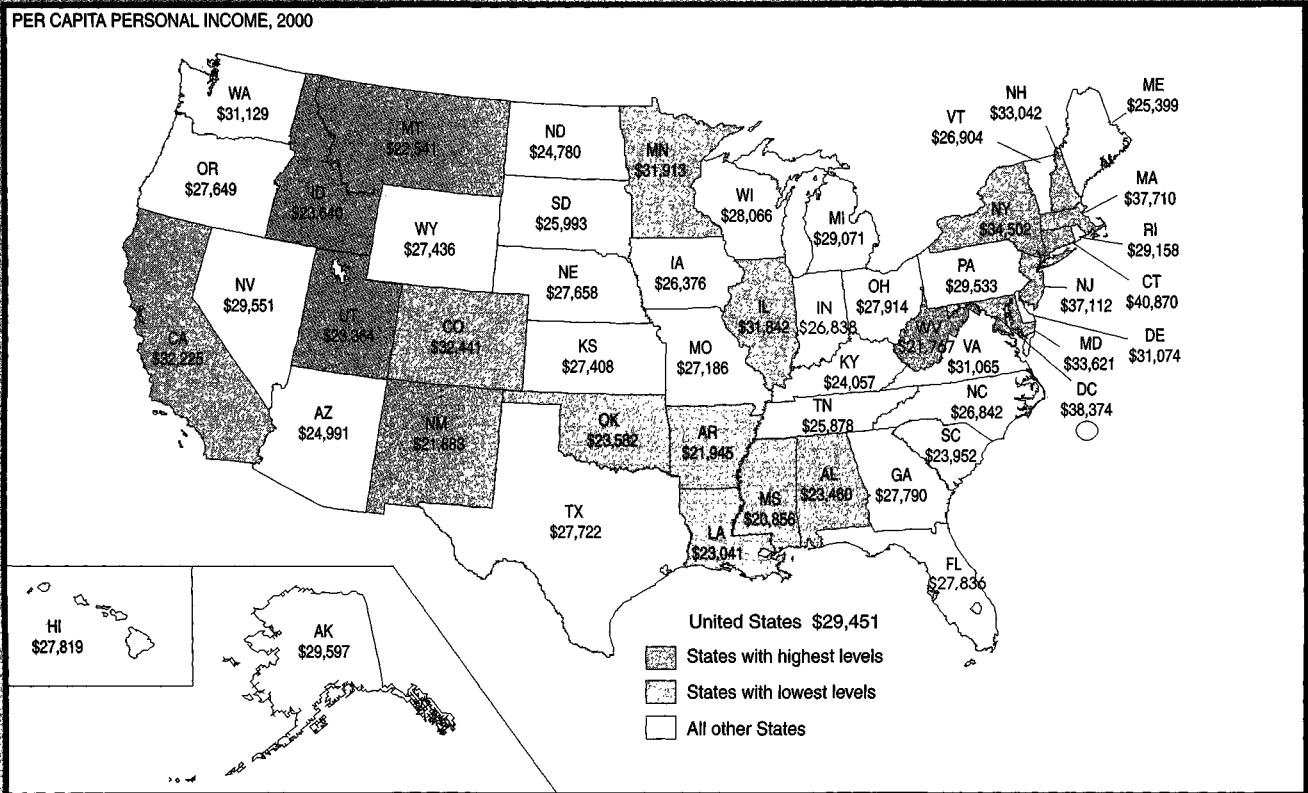 PER CAPITA PERSONAL INCOME, 2000
WA
$31,129
OR
$27,649
CA
$32,225
NV
$29,551
ID
$23,640
MT
$22,541
WY
$27,436
UT
$23,364
CO
$32,441
AZ
$24,991
NM
$21,883
ND
$24,780
SD
$25,993
NE
$27,658
KS
$27,408
OK
$23,582
TX
$27,722
MN
$31,913
IA
$26,376
MO
$27,186
AR
$21,945
LA
$23,041
WI
$28,066
IL
$31,842
MI
$29,071
IN
$26,838
OH
$27,914
KY
$24,057
TN
$25,878
MS
$20,856
AL
$23,460
GA
$27,790
FL
$27,836
SC
$23,952
NC
$26,842
VA
$31,065
WV
$21,767
PA
$29,533
NY
$34,502
VT
$26,904
NH
$33,042
ME
$25,399
MA
$37,710
RI
$29,158
CT
$40,870
NJ
$37,112
DE
$31,074
MD
$33,621
DC
$38,374
HI
$27,819
AK
$29,597
United States $29,451
States with highest levels
States with lowest levels
All other States